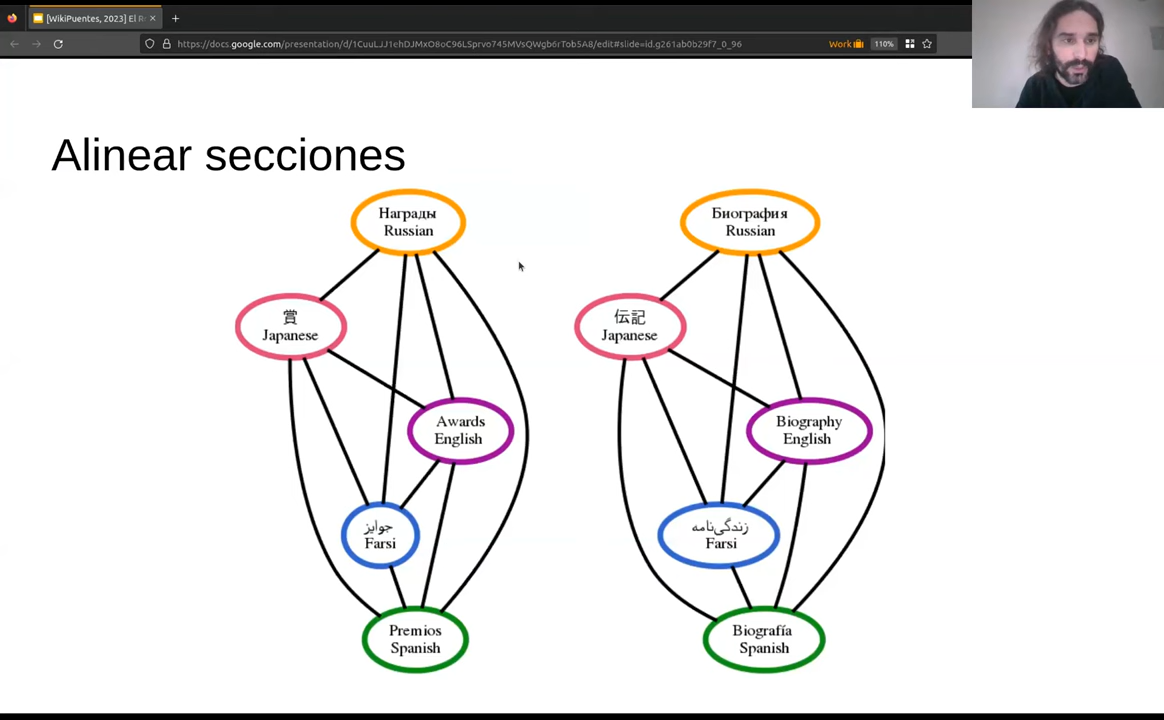 [WikiPuentes, 2023] El R
https://docs.google.com/presentation/d/1CuuLJJ1ehDJMxO8oC96LSprvo745MVsQWgb6rTob5A8/edit#slide=id.g261ab0b29f7_0_96
Work
110%
Alinear secciones
Награды
Russian
賞
Japanese
Awards
English
جوایز
Farsi
Premios
Spanish
Биография
Russian
伝記
Japanese
Biography
English
زندگی‌نامه
Farsi
Biografía
Spanish